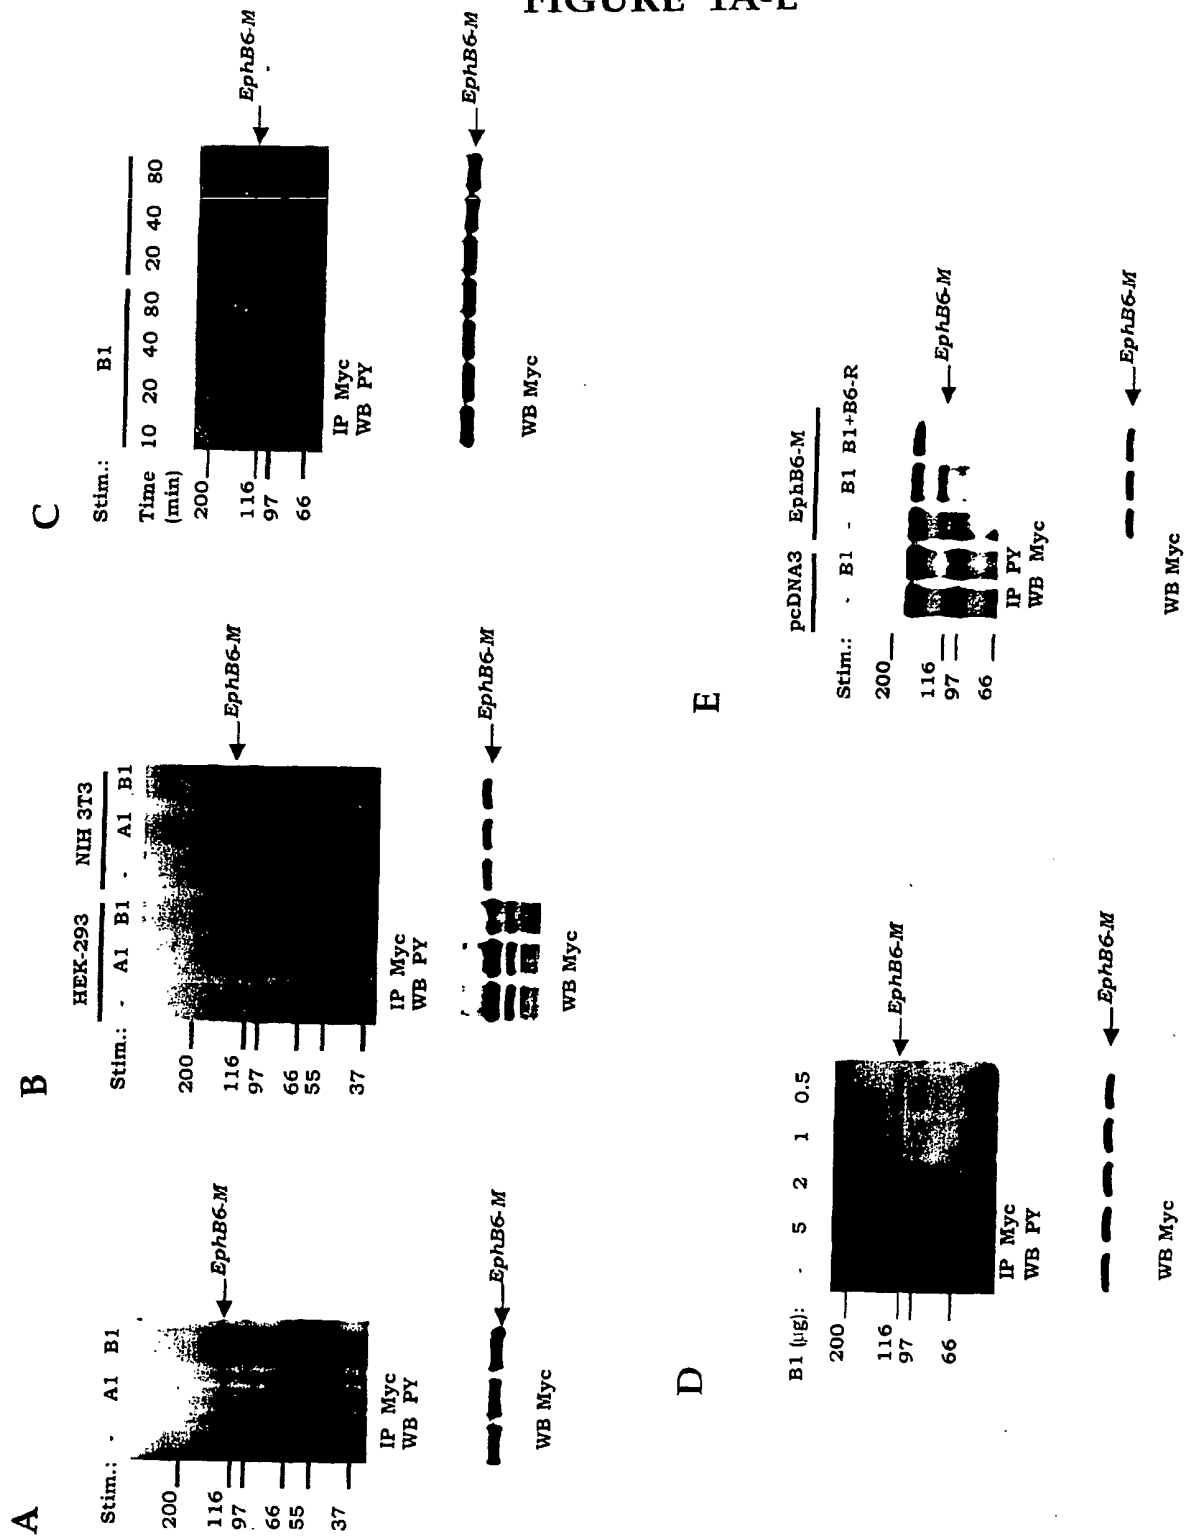 FIGURE 1A-E
A
Stim.: - A1 B1
200
116
97
66
55
37
EphB6-M
IP Myc
WB PY
EphB6-M
WB Myc
B
HEK-293 NIH 3T3
Stim.: - A1 B1 - A1 B1
200
116
97
66
55
37
EphB6-M
IP Myc
WB PY
EphB6-M
WB Myc
C
B1
Stim.:
Time 10 20 40 80 20 40 80
(min)
200
116
97
66
EphB6-M
IP Myc
WB PY
EphB6-M
WB Myc
D
B1 (µg): - 5 2 1 0.5
200
116
97
66
EphB6-M
IP Myc
WB PY
EphB6-M
WB Myc
E
pcDNA3 EphB6-M
Stim.: - B1 - B1 B1+B6-R
200
116
97
66
EphB6-M
IP PY
WB Myc
EphB6-M
WB Myc